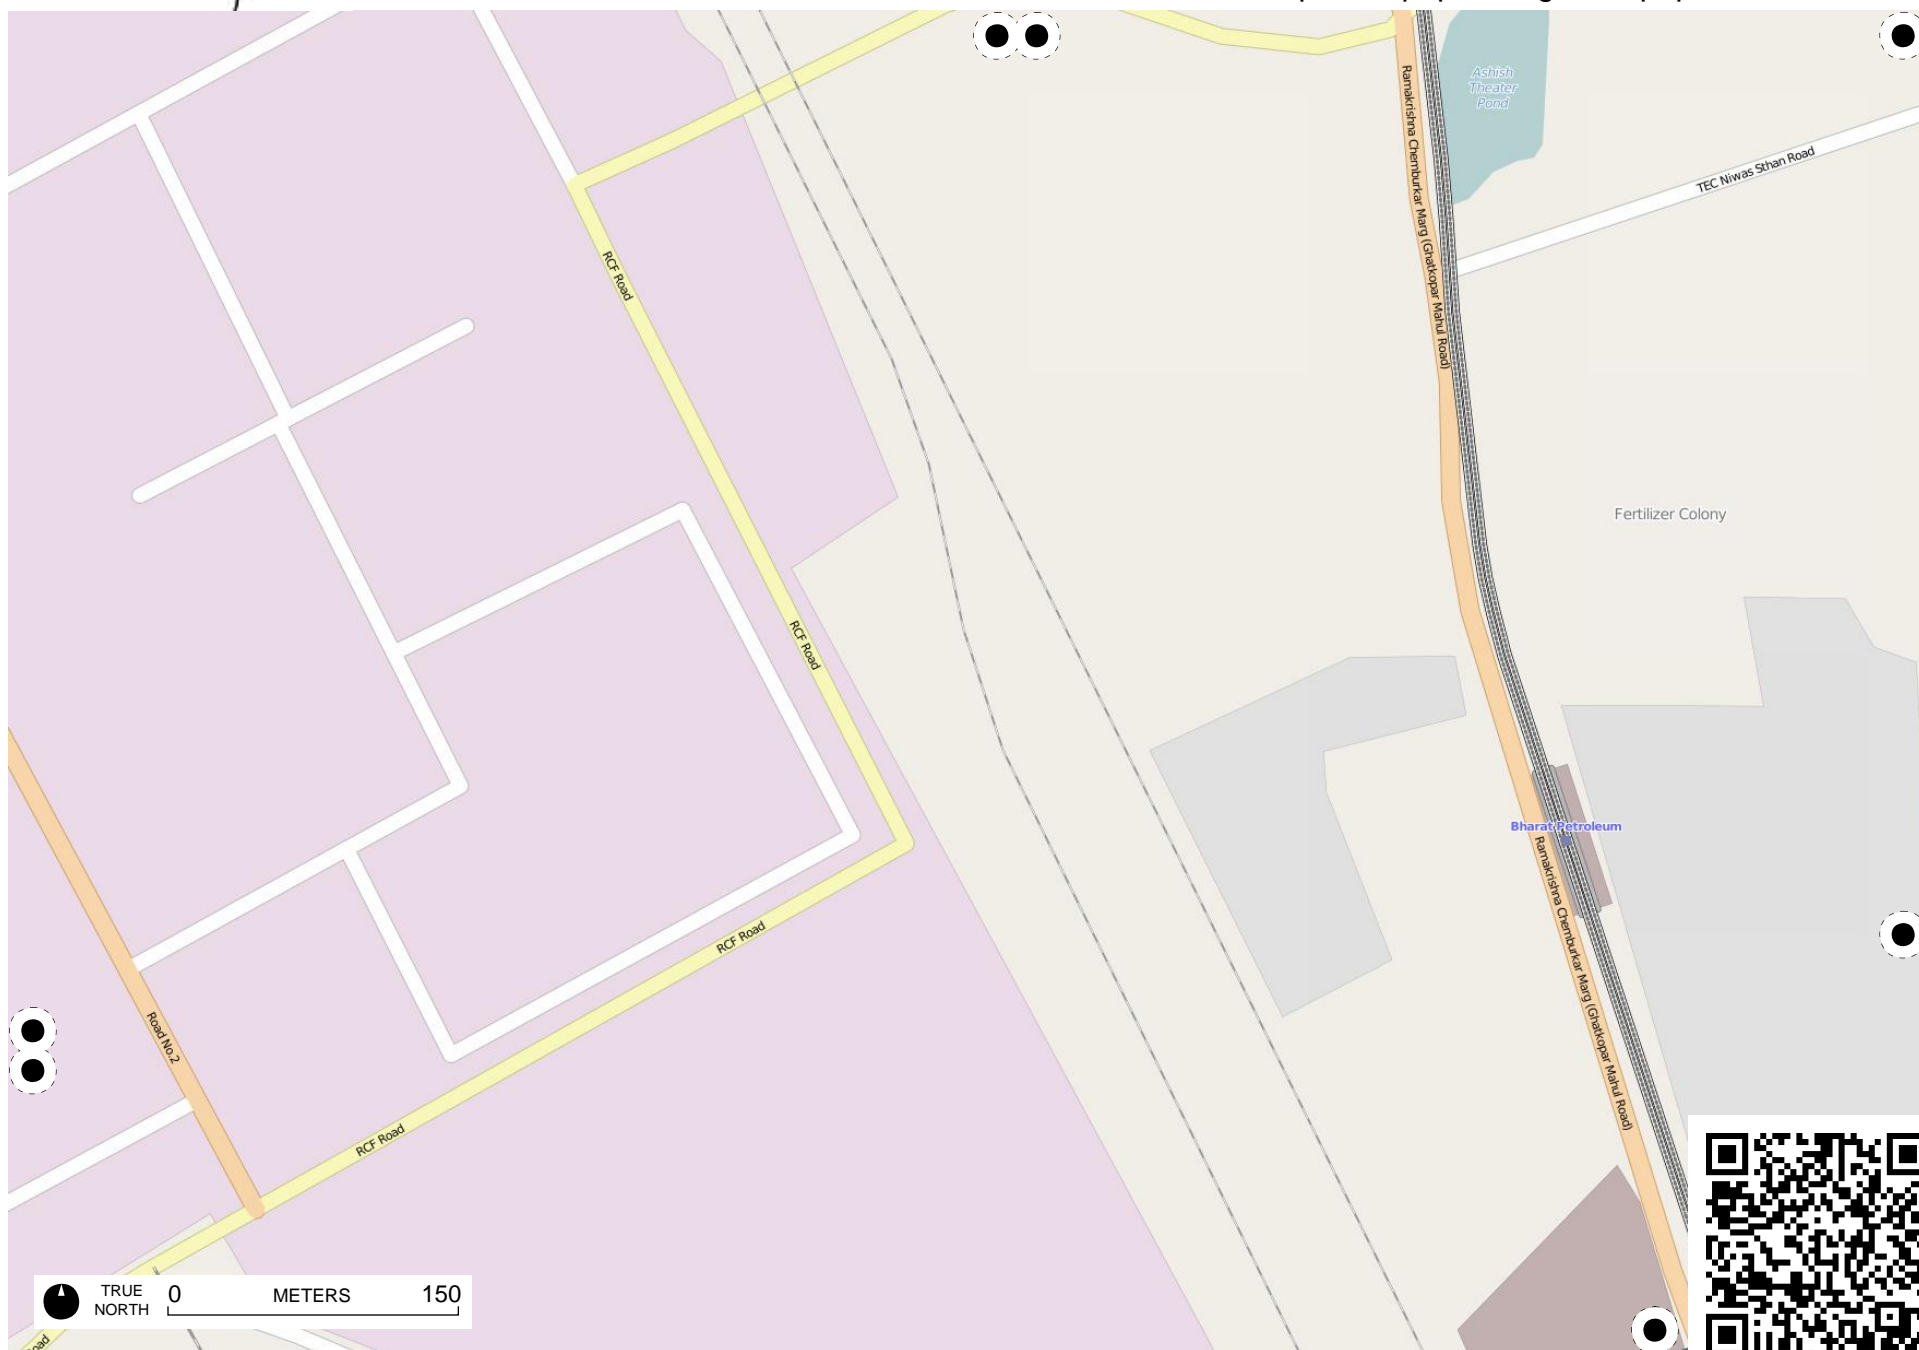 Ashish
Theater
Pond
Ramakrishna Chemburkar Marg (Ghatkopar Mahul Road)
TEC Niwas Sthan Road
RCF Road
Fertilizer Colony
RCF Road
Bharat Petroleum
Ramakrishna Chemburkar Marg (Ghatkopar Mahul Road)
RCF Road
Road No.2
RCF Road
TRUE
NORTH
0 METERS 150